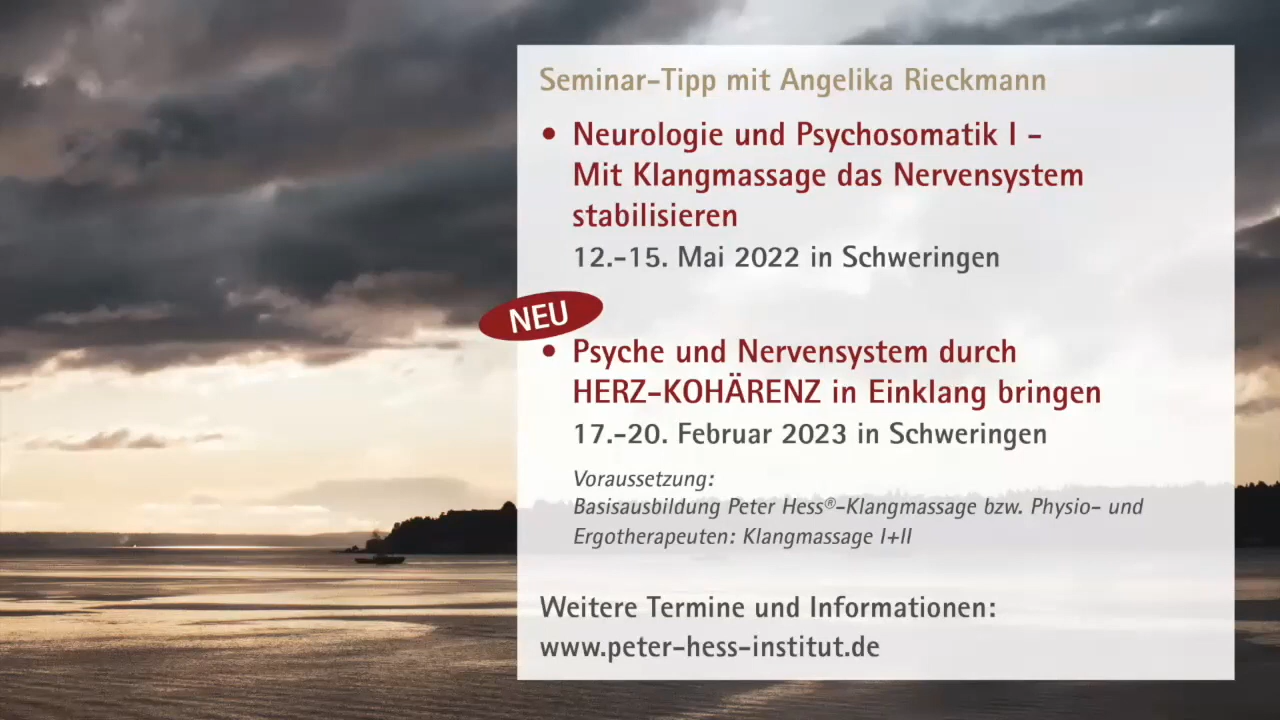 Seminar-Tipp mit Angelika Rieckmann
• Neurologie und Psychosomatik I -
Mit Klangmassage das Nervensystem
stabilisieren
12.-15. Mai 2022 in Schweringen
NEU
• Psyche und Nervensystem durch
HERZ-KOHÄRENZ in Einklang bringen
17.-20. Februar 2023 in Schweringen
Voraussetzung:
Basisausbildung Peter Hess®-Klangmassage bzw. Physio- und
Ergotherapeuten: Klangmassage I+II
Weitere Termine und Informationen:
www.peter-hess-institut.de